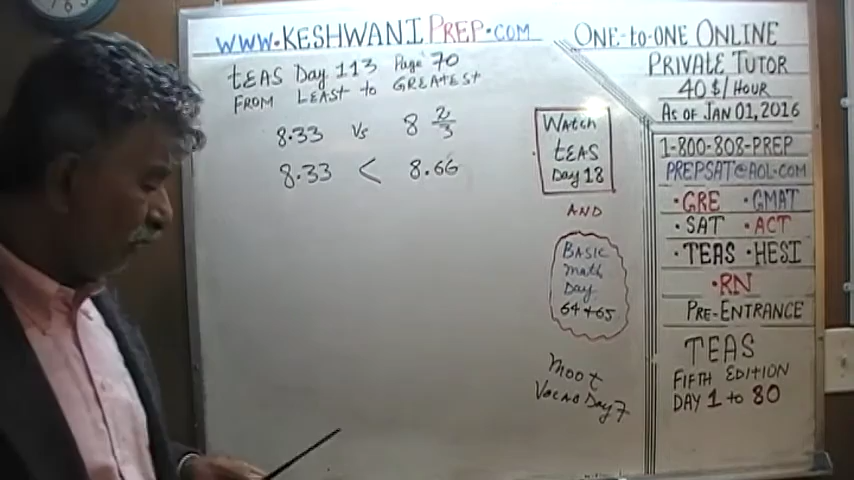 www.KESHWANIPREP.COM
TEAS Day 113 Page 70
FROM LEAST to GREATEST
8.33 Vs 8 2/3
8.33 < 8.66
WATCH
TEAS
Day 18
AND
BASIC
math
Day
64+65
moot
VOCAB Day 7
ONE-to-ONE ONLINE
PRIVATE TUTOR
40$/HOUR
AS OF JAN 01, 2016
1-800-808-PREP
PREPSAT@AOL.COM
•GRE •GMAT
•SAT •ACT
•TEAS •HESI
•RN
PRE-ENTRANCE
TEAS
FIFTH EDITION
DAY 1 to 80